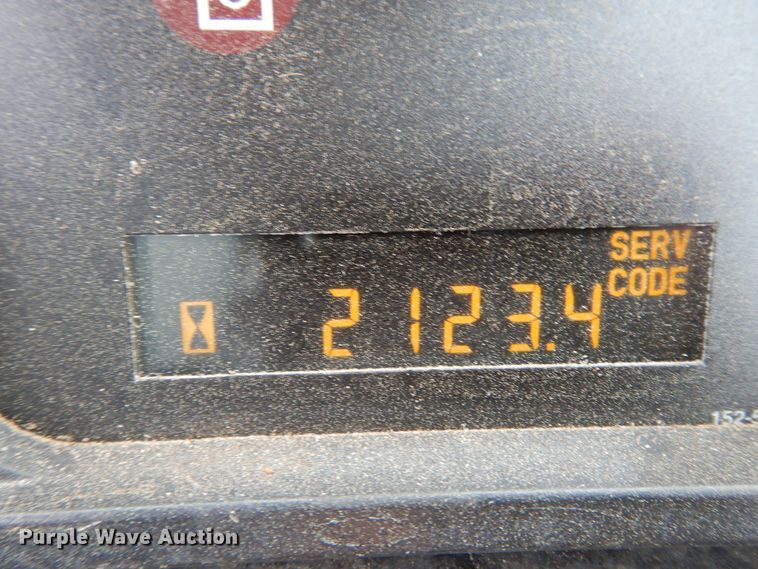 SERV
CODE
2123.4
152-5
Purple Wave Auction